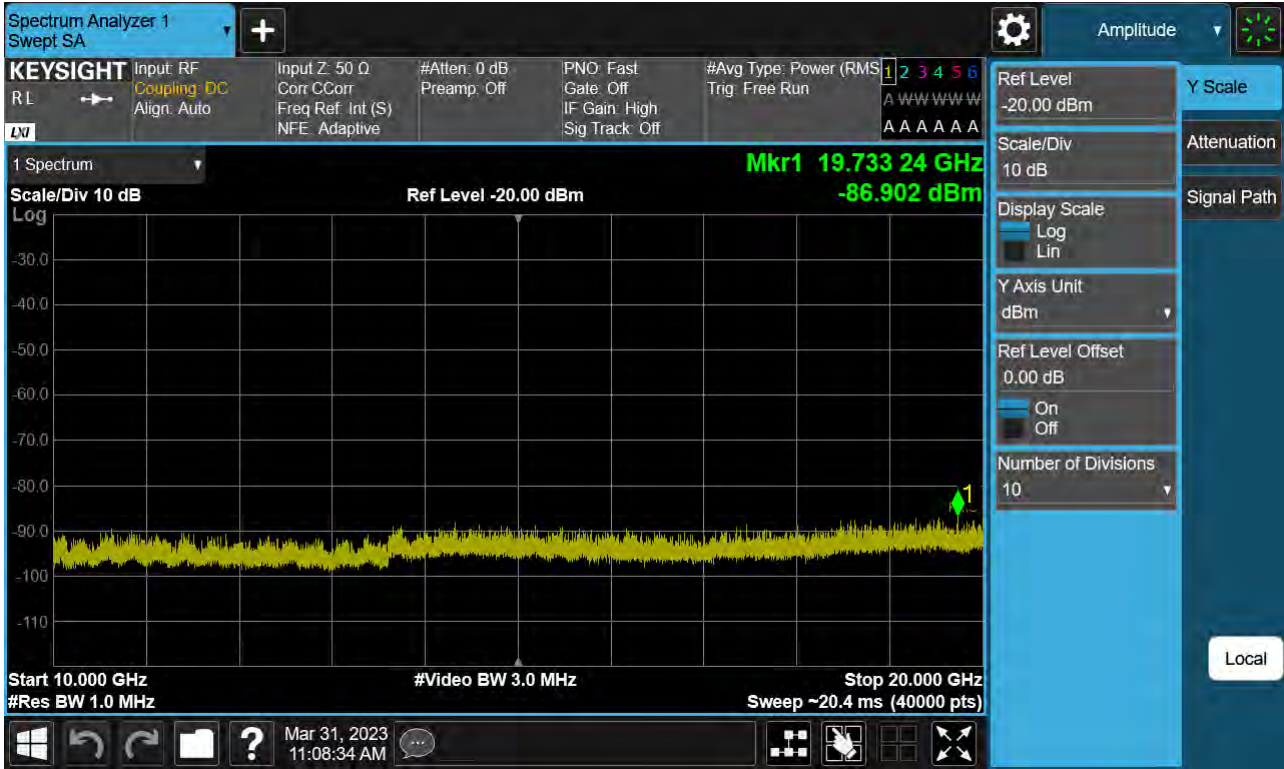 Spectrum Analyzer 1
Swept SA
Amplitude
KEYSIGHT
RL
LXI
Input: RF
Coupling: DC
Align: Auto
Input Z: 50 Ω
Corr CCorr
Freq Ref: Int (S)
NFE: Adaptive
#Atten: 0 dB
Preamp: Off
PNO: Fast
Gate: Off
IF Gain: High
Sig Track: Off
#Avg Type: Power (RMS
Trig: Free Run
1 2 3 4 5 6
A W W W W W
A A A A A A
1 Spectrum
Mkr1 19.733 24 GHz
Scale/Div 10 dB
Ref Level -20.00 dBm
-86.902 dBm
Log
-30.0
-40.0
-50.0
-60.0
-70.0
-80.0
1
-90.0
-100
-110
Start 10.000 GHz
#Video BW 3.0 MHz
Stop 20.000 GHz
#Res BW 1.0 MHz
Sweep ~20.4 ms (40000 pts)
Ref Level
-20.00 dBm
Scale/Div
10 dB
Display Scale
Log
Lin
Y Axis Unit
dBm
Ref Level Offset
0.00 dB
On
Off
Number of Divisions
10
Y Scale
Attenuation
Signal Path
Local
?
Mar 31, 2023
11:08:34 AM